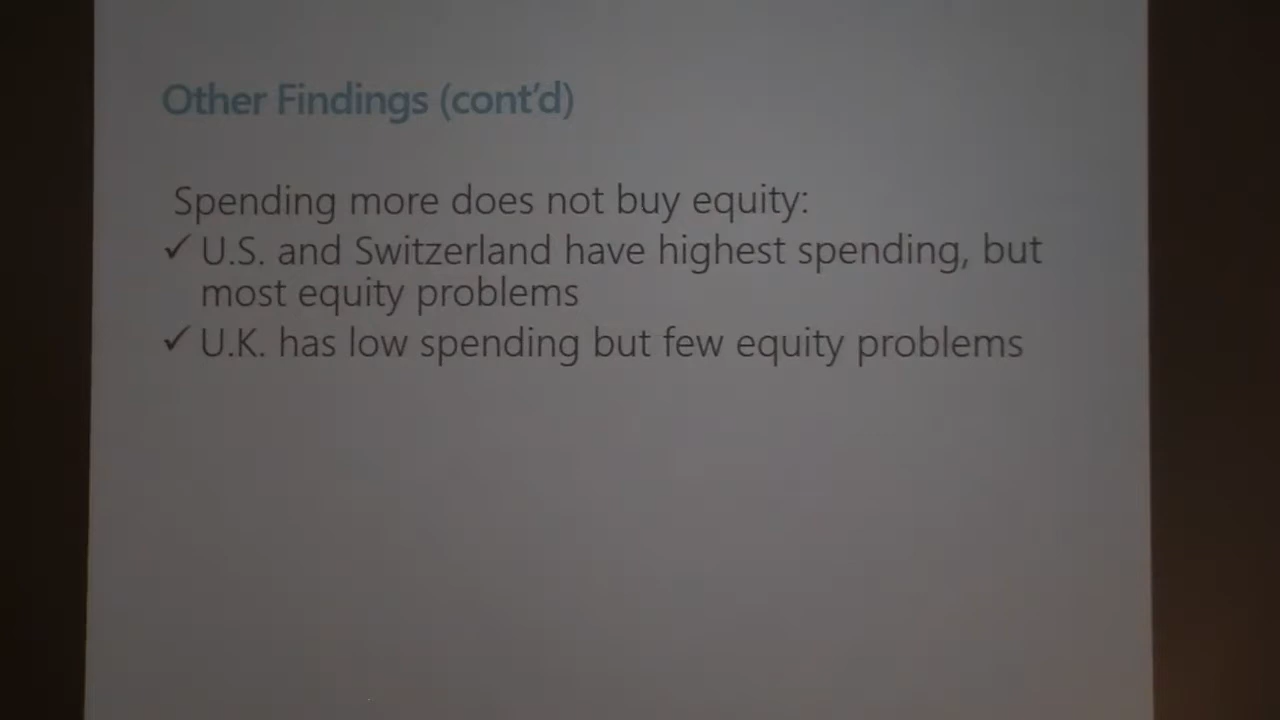 Other Findings (cont'd)
Spending more does not buy equity:
✓ U.S. and Switzerland have highest spending, but
most equity problems
✓ U.K. has low spending but few equity problems